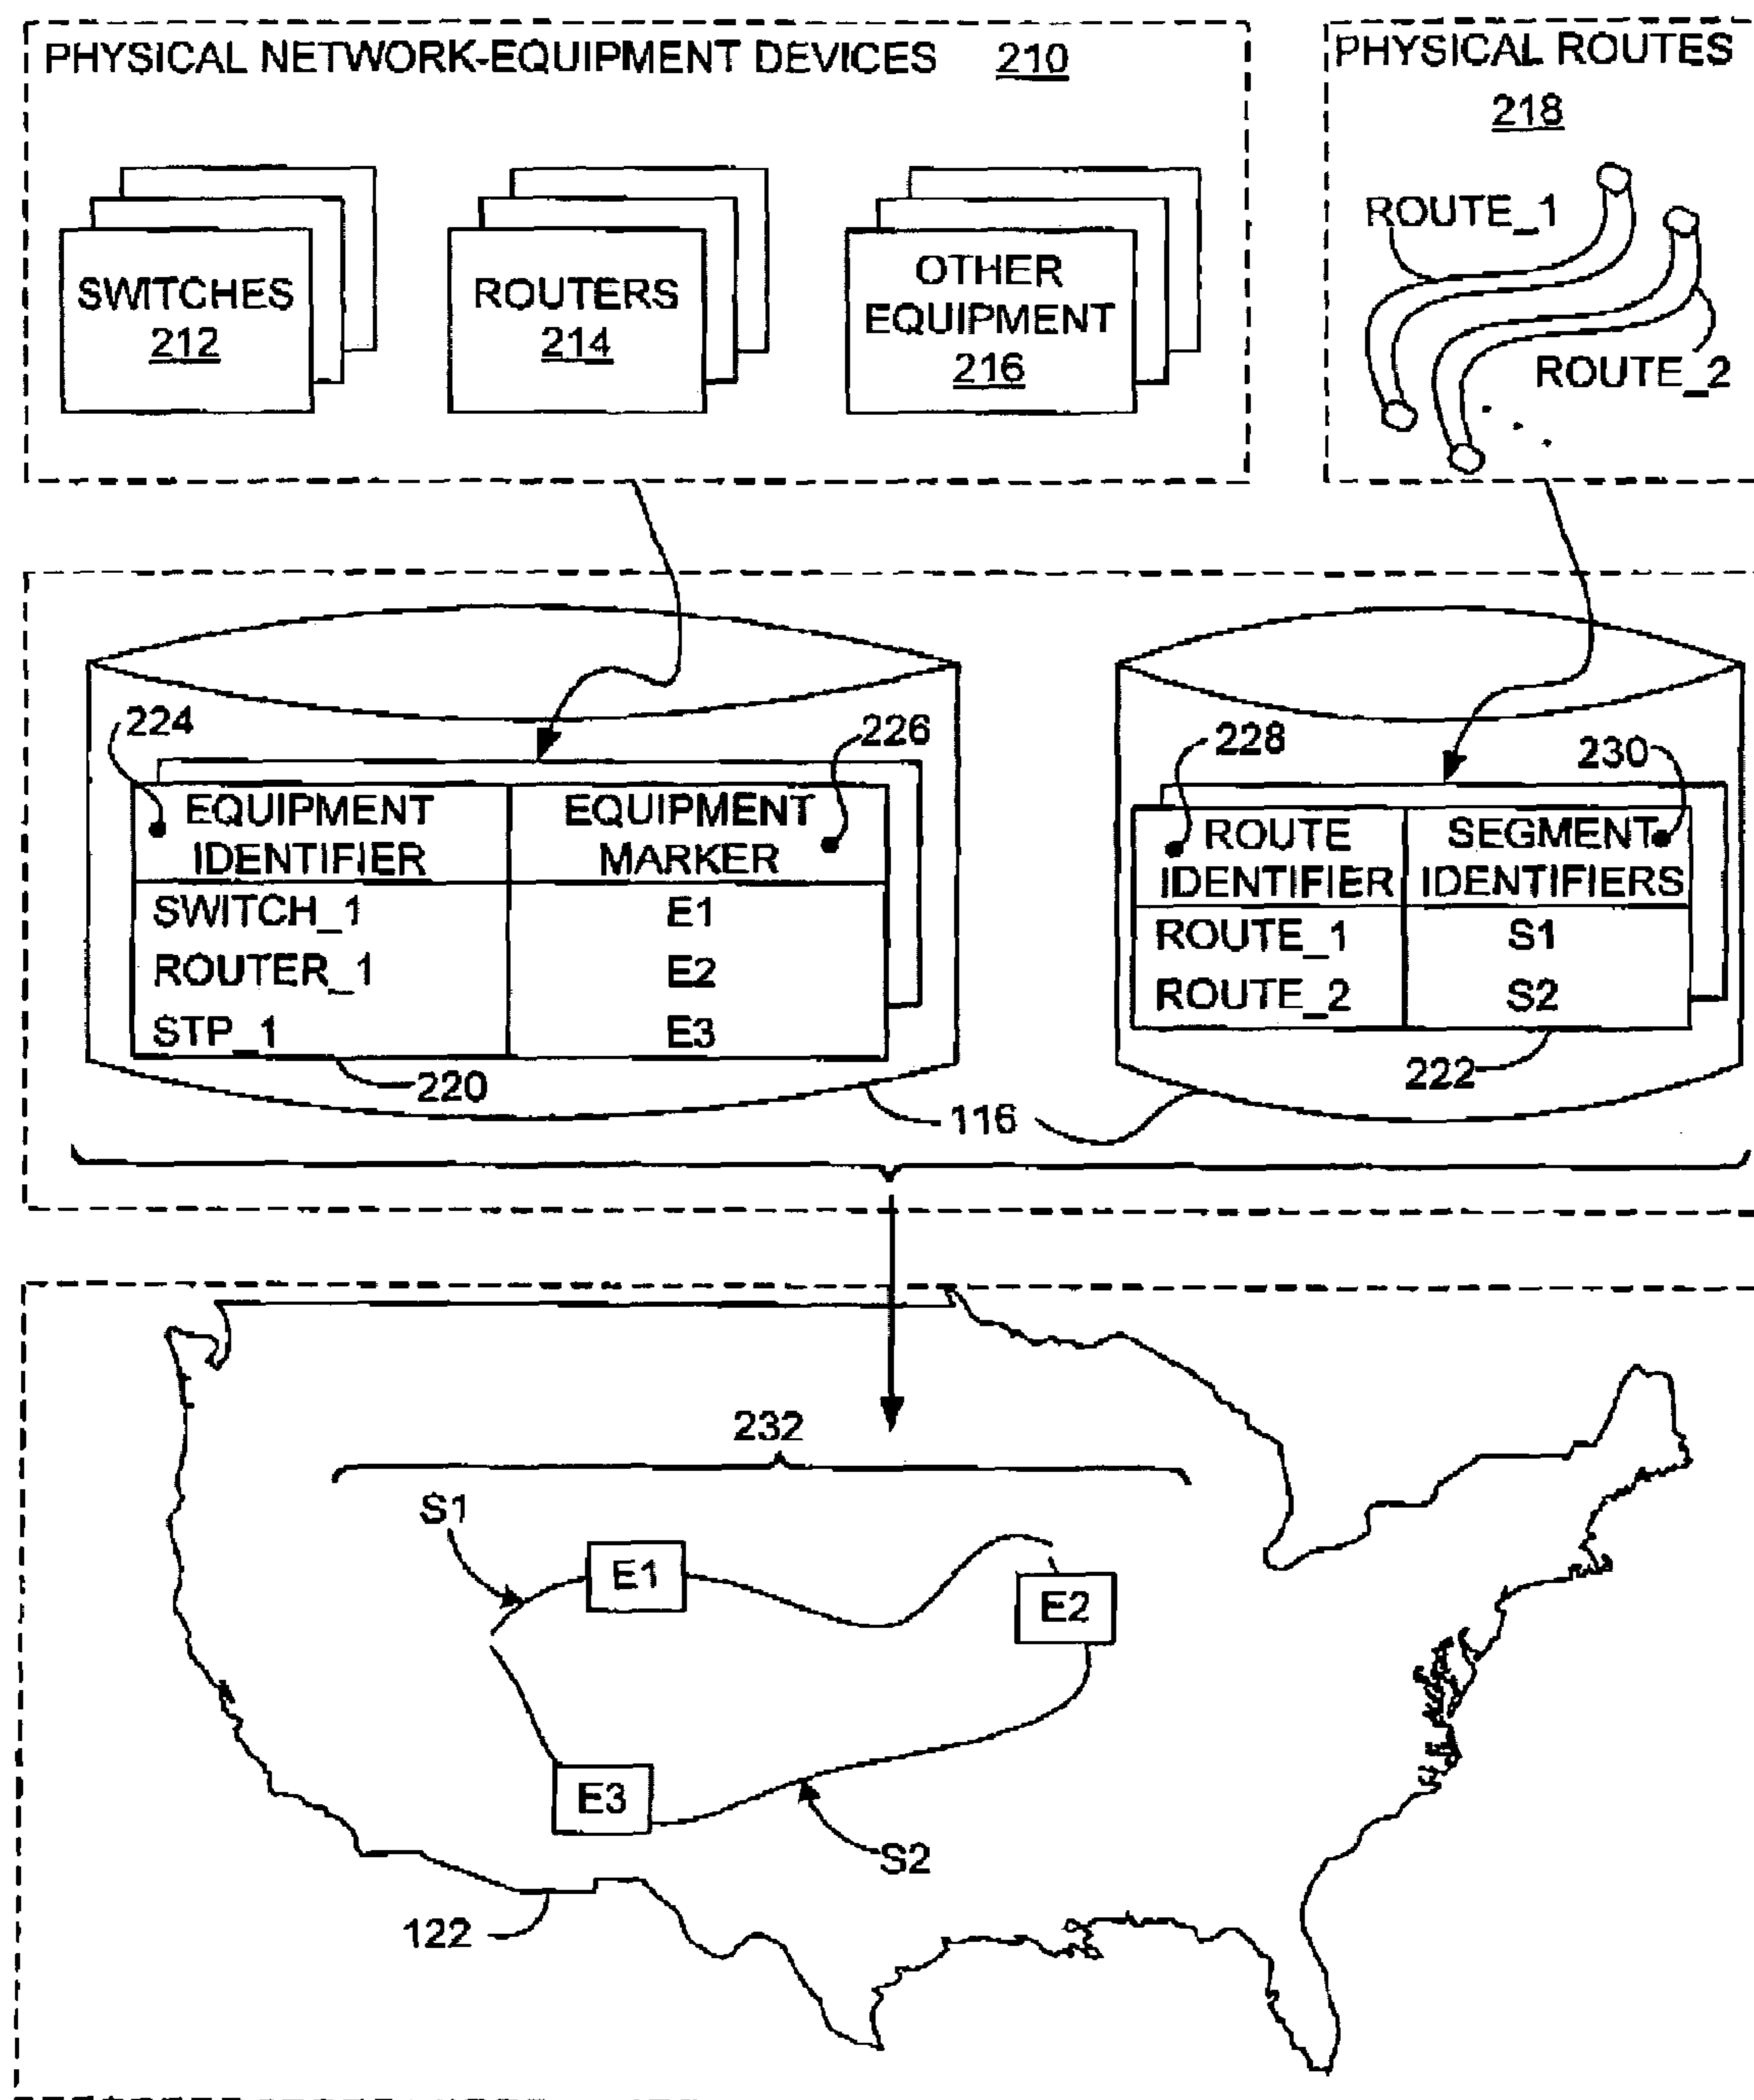 PHYSICAL NETWORK-EQUIPMENT DEVICES 210
SWITCHES
212
ROUTERS
214
OTHER
EQUIPMENT
216
PHYSICAL ROUTES
218
ROUTE_1
ROUTE_2
224
226
EQUIPMENT IDENTIFIER
EQUIPMENT MARKER
SWITCH_1 E1
ROUTER_1 E2
STP_1 E3
220
228
230
ROUTE IDENTIFIER
SEGMENT IDENTIFIERS
ROUTE_1 S1
ROUTE_2 S2
222
116
232
S1
E1
E2
E3
S2
122